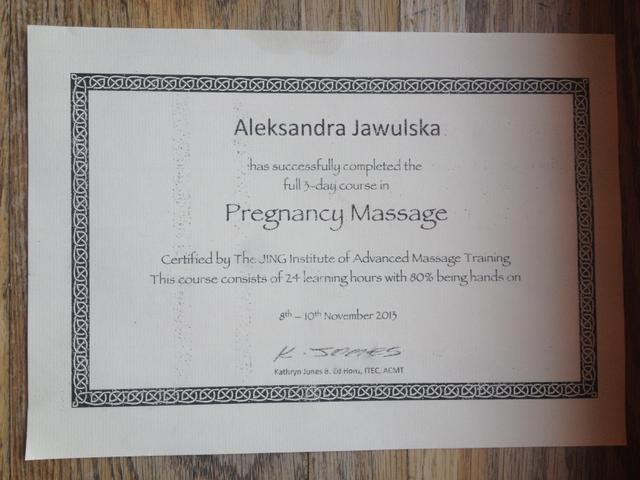 Aleksandra Jawulska
has successfully completed the
full 3-day course in
Pregnancy Massage
Certified by The JING Institute of Advanced Massage Training
This course consists of 24 learning hours with 80% being hands on
8th – 10th November 2013
K. JONES
Kathryn Jones B. Ed Hons, ITEC, ACMT